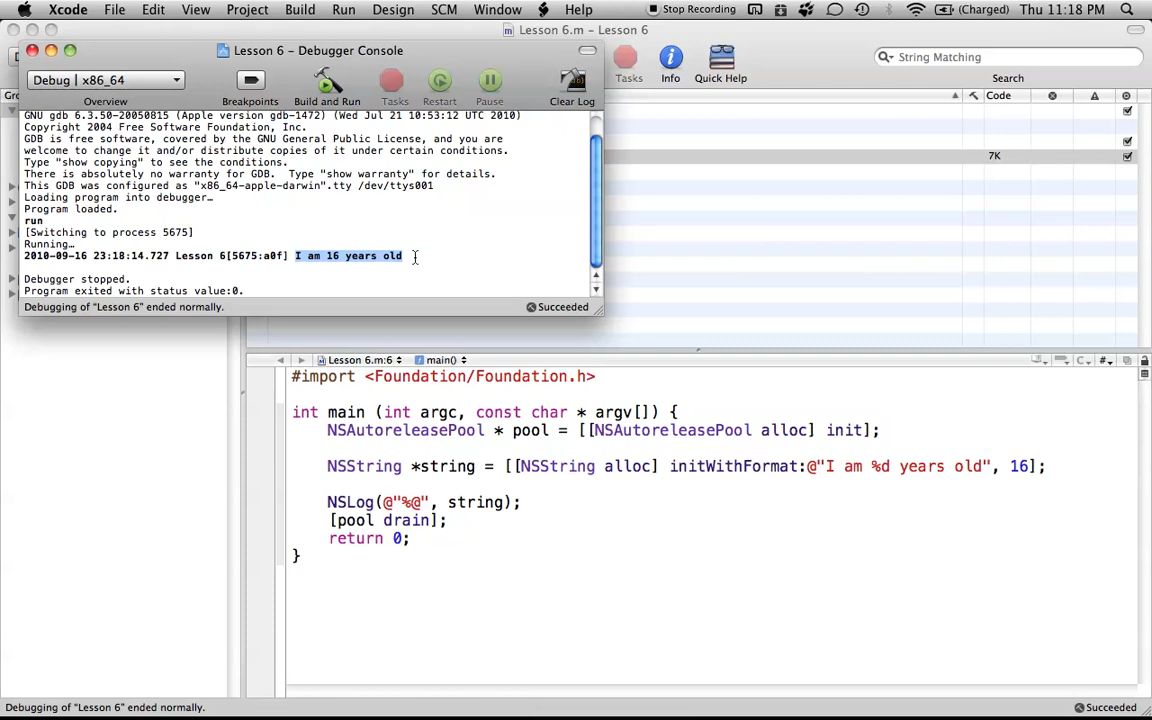 Xcode File Edit View Project Build Run Design SCM Window Help Stop Recording (Charged) Thu 11:18 PM
Lesson 6.m - Lesson 6
Lesson 6 – Debugger Console
Debug | x86_64
Overview Breakpoints Build and Run Tasks Restart Pause Clear Log
Tasks Info Quick Help
String Matching
Search
Code
7K
GNU gdb 6.3.50-20050815 (Apple version gdb-1472) (Wed Jul 21 10:53:12 UTC 2010)
Copyright 2004 Free Software Foundation, Inc.
GDB is free software, covered by the GNU General Public License, and you are
welcome to change it and/or distribute copies of it under certain conditions.
Type "show copying" to see the conditions.
There is absolutely no warranty for GDB.  Type "show warranty" for details.
This GDB was configured as "x86_64-apple-darwin".tty /dev/ttys001
Loading program into debugger…
Program loaded.
run
[Switching to process 5675]
Running…
2010-09-16 23:18:14.727 Lesson 6[5675:a0f] I am 16 years old
Debugger stopped.
Program exited with status value:0.
Debugging of "Lesson 6" ended normally. Succeeded
Lesson 6.m:6 main()
C, #,
#import <Foundation/Foundation.h>
int main (int argc, const char * argv[]) {
NSAutoreleasePool * pool = [[NSAutoreleasePool alloc] init];
NSString *string = [[NSString alloc] initWithFormat:@"I am %d years old", 16];
NSLog(@"%@", string);
[pool drain];
return 0;
}
Debugging of "Lesson 6" ended normally. Succeeded